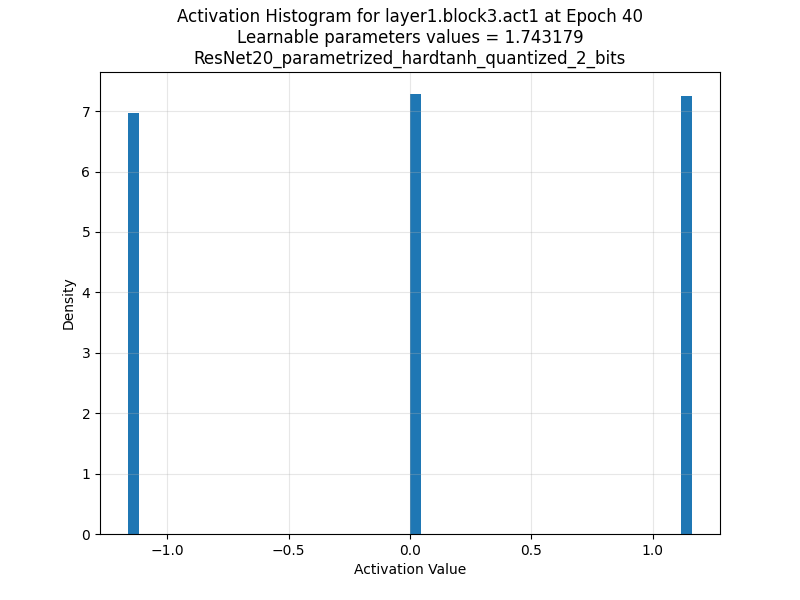 Activation Histogram for layer1.block3.act1 at Epoch 40
Learnable parameters values = 1.743179
ResNet20_parametrized_hardtanh_quantized_2_bits
7
6
5
4
3
2
1
0
Density
−1.0 −0.5 0.0 0.5 1.0
Activation Value